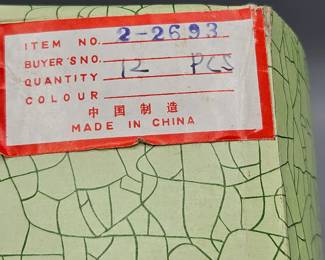 ITEM NO. 2-2693
BUYER'S NO.
QUANTITY 12 PCS
COLOUR
中国制造
MADE IN CHINA